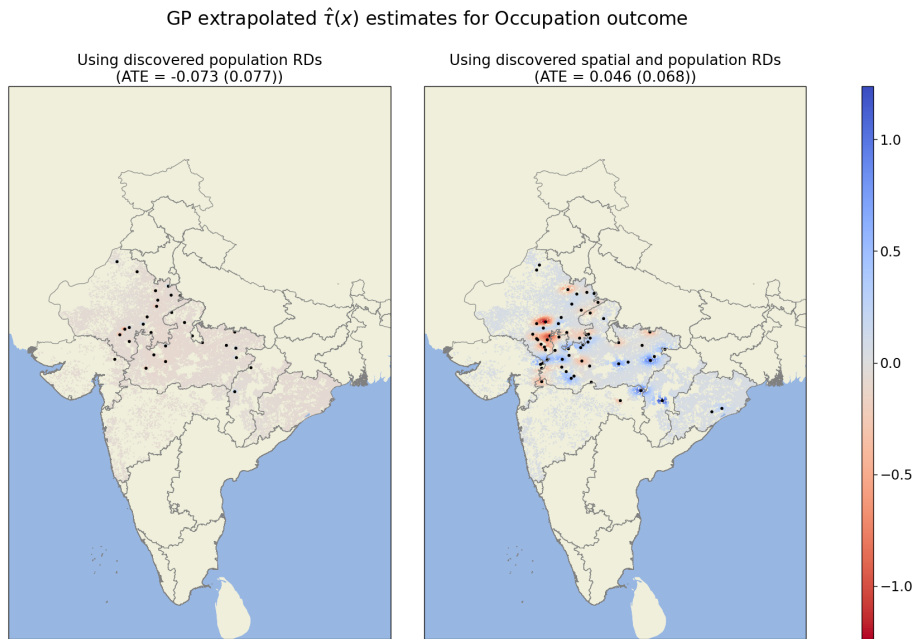 GP extrapolated τ̂(x) estimates for Occupation outcome
Using discovered population RDs
(ATE = -0.073 (0.077))
Using discovered spatial and population RDs
(ATE = 0.046 (0.068))
1.0
0.5
0.0
−0.5
−1.0